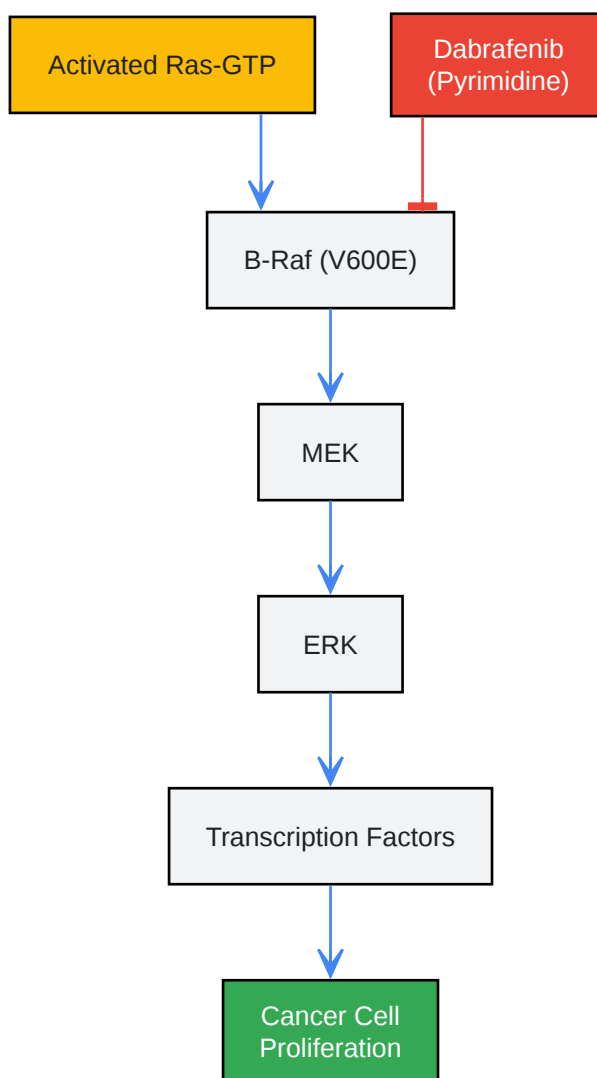 Activated Ras-GTP
Dabrafenib
(Pyrimidine)
B-Raf (V600E)
MEK
ERK
Transcription Factors
Cancer Cell
Proliferation